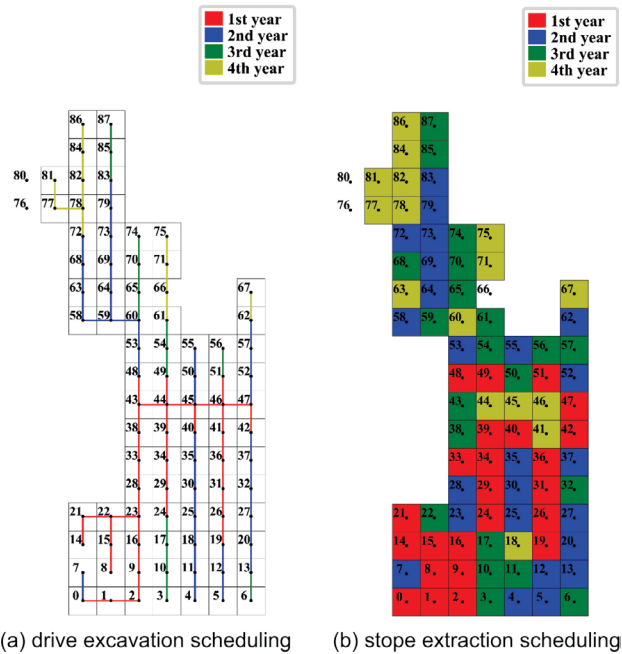 1st year
2nd year
3rd year
4th year
1st year
2nd year
3rd year
4th year
86 87
84 85
80 81 82 83
76 77 78 79
72 73 74 75
68 69 70 71
63 64 65 66 67
58 59 60 61 62
53 54 55 56 57
48 49 50 51 52
43 44 45 46 47
38 39 40 41 42
33 34 35 36 37
28 29 30 31 32
21 22 23 24 25 26 27
14 15 16 17 18 19 20
7 8 9 10 11 12 13
0 1 2 3 4 5 6
86 87
84 85
80 81 82 83
76 77 78 79
72 73 74 75
68 69 70 71
63 64 65 66 67
58 59 60 61 62
53 54 55 56 57
48 49 50 51 52
43 44 45 46 47
38 39 40 41 42
33 34 35 36 37
28 29 30 31 32
21 22 23 24 25 26 27
14 15 16 17 18 19 20
7 8 9 10 11 12 13
0 1 2 3 4 5 6
(a) drive excavation scheduling
(b) stope extraction scheduling